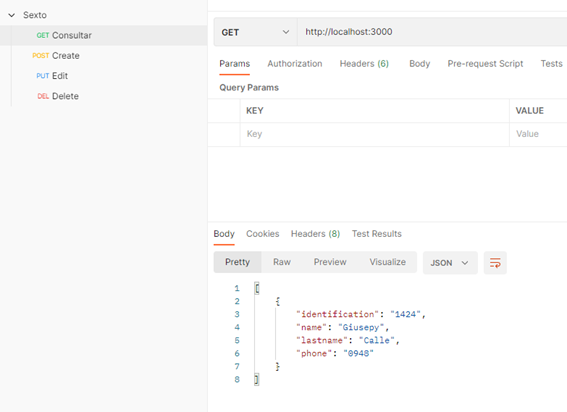 Sexto
GET Consultar
POST Create
PUT Edit
DEL Delete
GET http://localhost:3000
Params Authorization Headers (6) Body Pre-request Script Tests
Query Params
KEY VALUE
Key Value
Body Cookies Headers (8) Test Results
Pretty Raw Preview Visualize JSON
1 [
2 {
3 "identification": "1424",
4 "name": "Giusepy",
5 "lastname": "Calle",
6 "phone": "0948"
7 }
8 ]